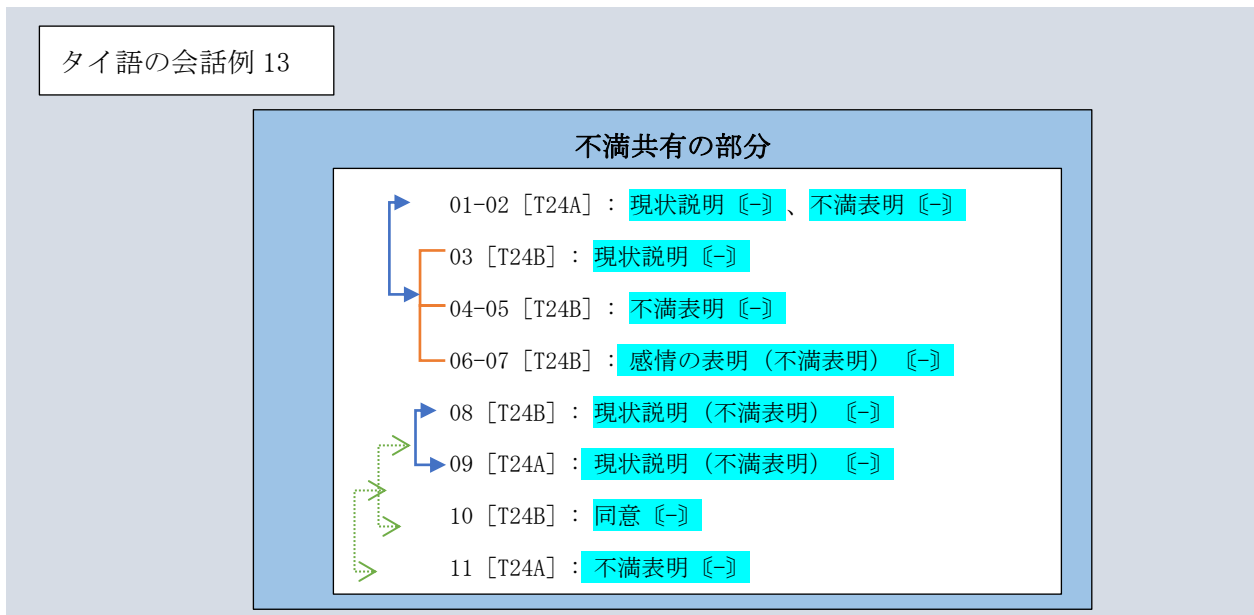 タイ語の会話例 13
不満共有の部分
01-02［T24A］：現状説明〔-〕、不満表明〔-〕
03［T24B］：現状説明〔-〕
04-05［T24B］：不満表明〔-〕
06-07［T24B］：感情の表明（不満表明）〔-〕
08［T24B］：現状説明（不満表明）〔-〕
09［T24A］：現状説明（不満表明）〔-〕
10［T24B］：同意〔-〕
11［T24A］：不満表明〔-〕